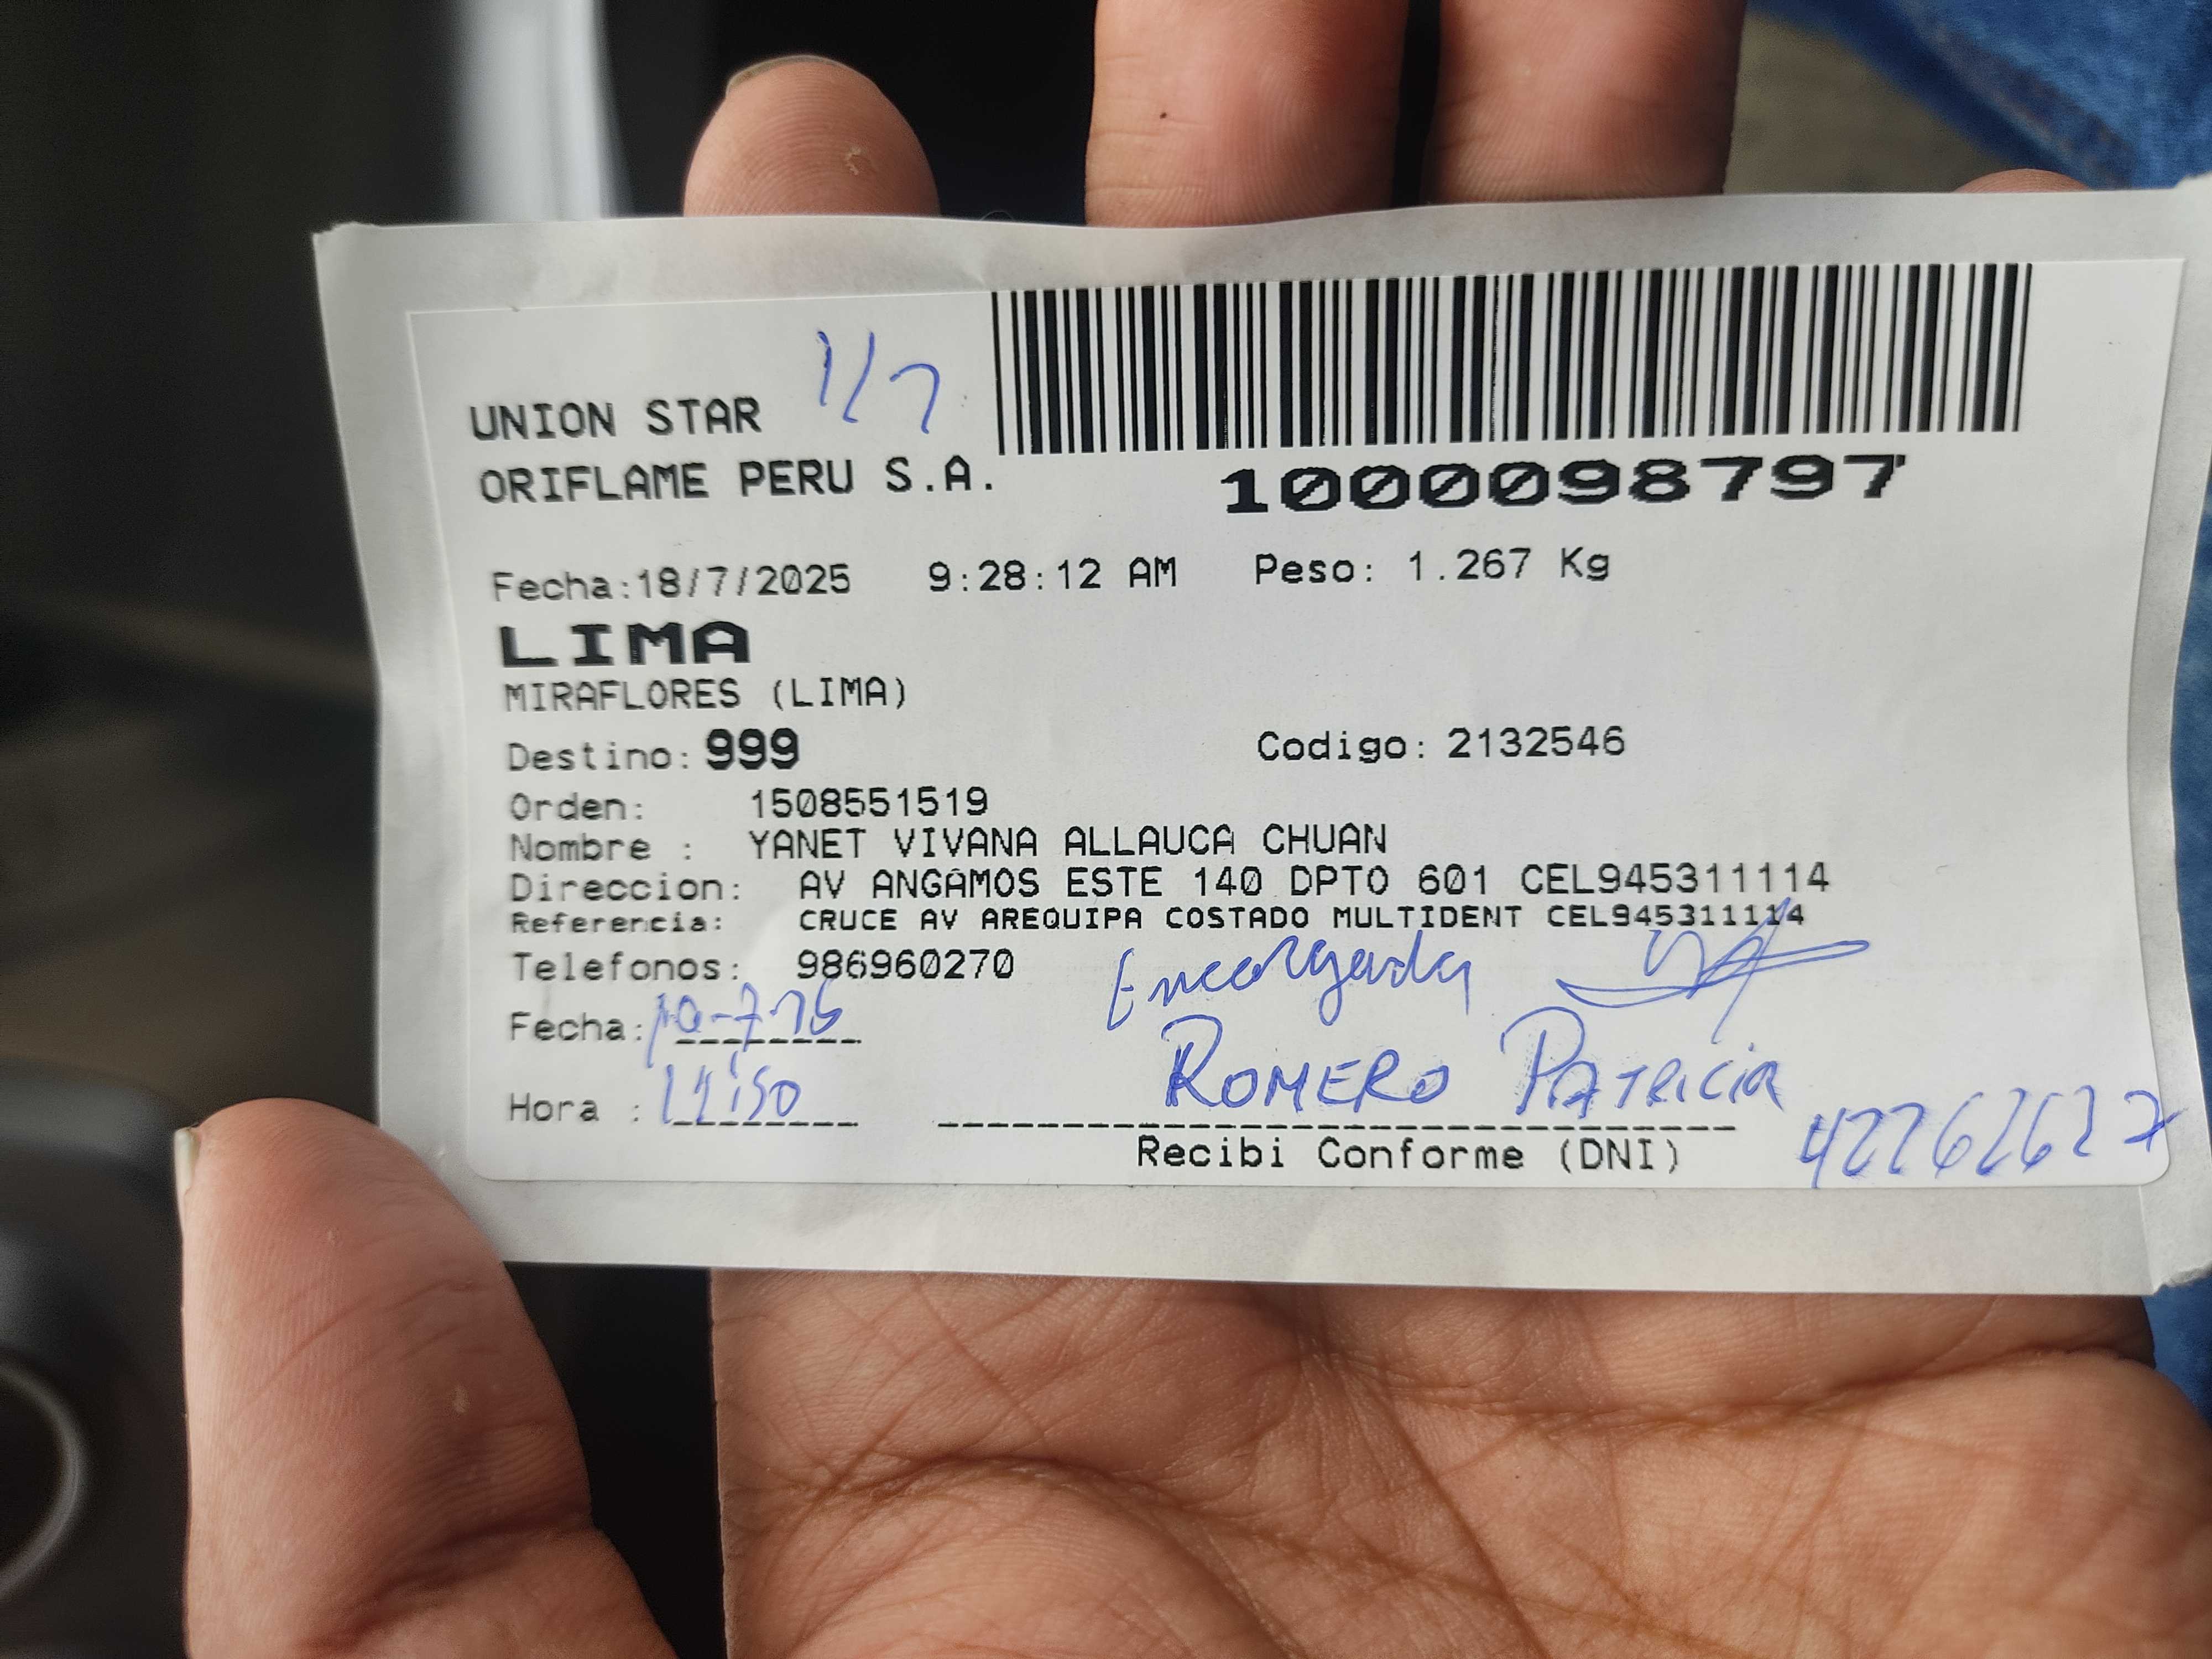 UNION STAR 1/7
ORIFLAME PERU S.A.
1000098797
Fecha:18/7/2025 9:28:12 AM Peso: 1.267 Kg
LIMA
MIRAFLORES (LIMA)
Destino: 999 Codigo: 2132546
Orden: 1508551519
Nombre : YANET VIVANA ALLAUCA CHUAN
Direccion: AV ANGAMOS ESTE 140 DPTO 601 CEL945311114
Referencia: CRUCE AV AREQUIPA COSTADO MULTIDENT CEL945311114
Telefonos: 986960270 Encargada
Fecha:
ROMERO PATRICIA
Hora :
Recibi Conforme (DNI)